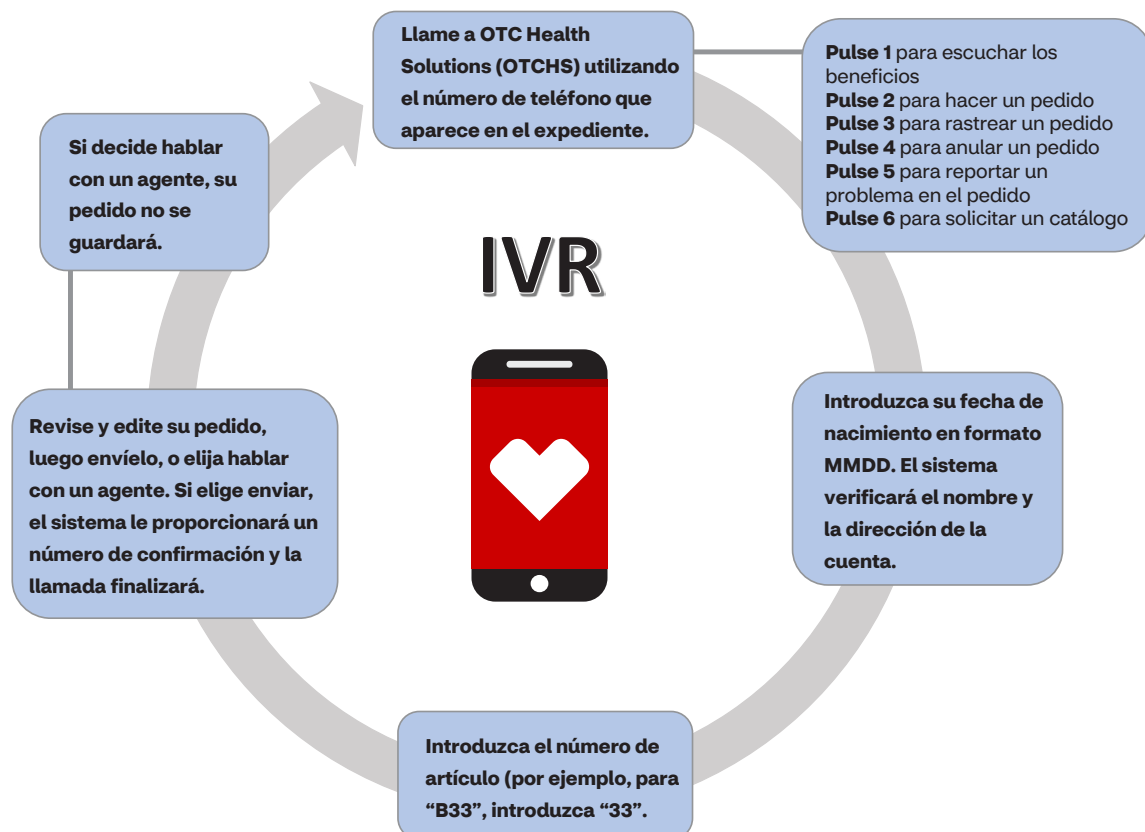 Llame a OTC Health
Solutions (OTCHS) utilizando
el número de teléfono que
aparece en el expediente.
Pulse 1 para escuchar los
beneficios
Pulse 2 para hacer un pedido
Pulse 3 para rastrear un pedido
Pulse 4 para anular un pedido
Pulse 5 para reportar un
problema en el pedido
Pulse 6 para solicitar un catálogo
Introduzca su fecha de
nacimiento en formato
MMDD. El sistema
verificará el nombre y
la dirección de la
cuenta.
Introduzca el número de
artículo (por ejemplo, para
“B33”, introduzca “33”.
Revise y edite su pedido,
luego envíelo, o elija hablar
con un agente. Si elige enviar,
el sistema le proporcionará un
número de confirmación y la
llamada finalizará.
Si decide hablar
con un agente, su
pedido no se
guardará.
IVR